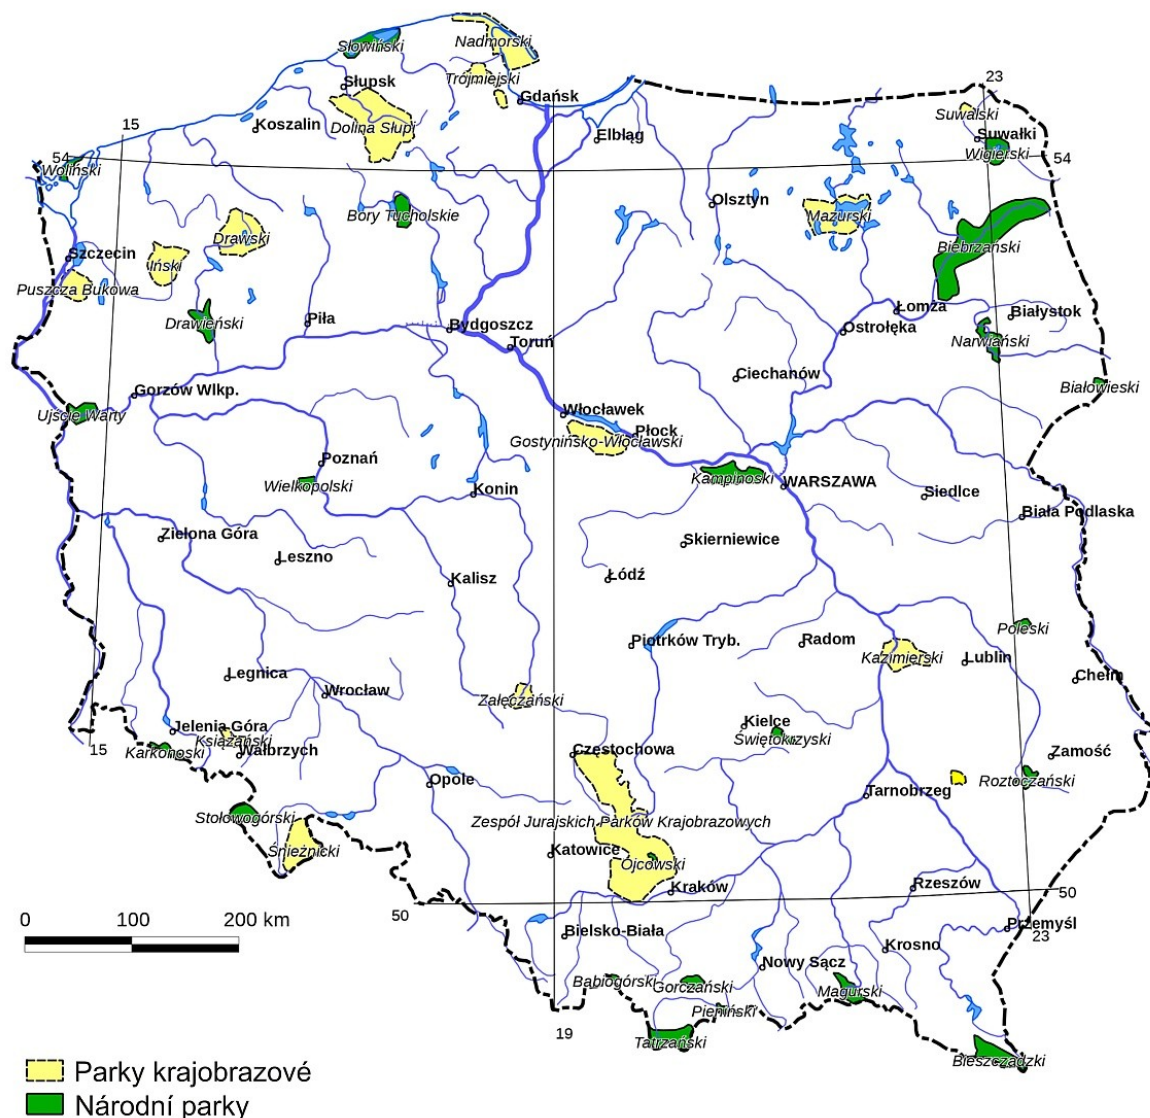 Słowiński
Nadmorski
Trójmiejski
Słupsk
Gdańsk
23
Suwalski
15
Koszalin
Dolina Słupi
Elbląg
Suwałki
Wigierski
54
54
Woliński
Bory Tucholskie
Olsztyn
Mazurski
Drawski
Biebrzański
Szczecin
Iński
Puszcza Bukowa
Drawieński
Piła
Bydgoszcz
Toruń
Łomża
Białystok
Ostrołęka
Narwiański
Ciechanów
Białowieski
Gorzów Wlkp.
Ujście Warty
Włocławek
Płock
Gostynińsko-Włocławski
Poznań
Wielkopolski
Konin
Kampinoski
WARSZAWA
Siedlce
Biała Podlaska
Zielona Góra
Leszno
Skierniewice
Kalisz
Łódź
Piotrków Tryb.
Radom
Poleski
Kazimierski
Lublin
Chełm
Legnica
Wrocław
Załęczański
Jelenia Góra
Książański
Karkonoski
Wałbrzych
15
Kielce
Świętokrzyski
Częstochowa
Zamość
Opole
Tarnobrzeg
Roztoczański
Stołowogórski
Zespół Jurajskich Parków Krajobrazowych
Śnieżnicki
Katowice
Ojcowski
Kraków
Rzeszów
50
50
0 100 200 km
Przemyśl
23
Bielsko-Biała
Krosno
Nowy Sącz
Babiogórski
Gorczański
Magurski
Pieniński
19
Tatrzański
Bieszczadzki
Parky krajobrazové
Národní parky